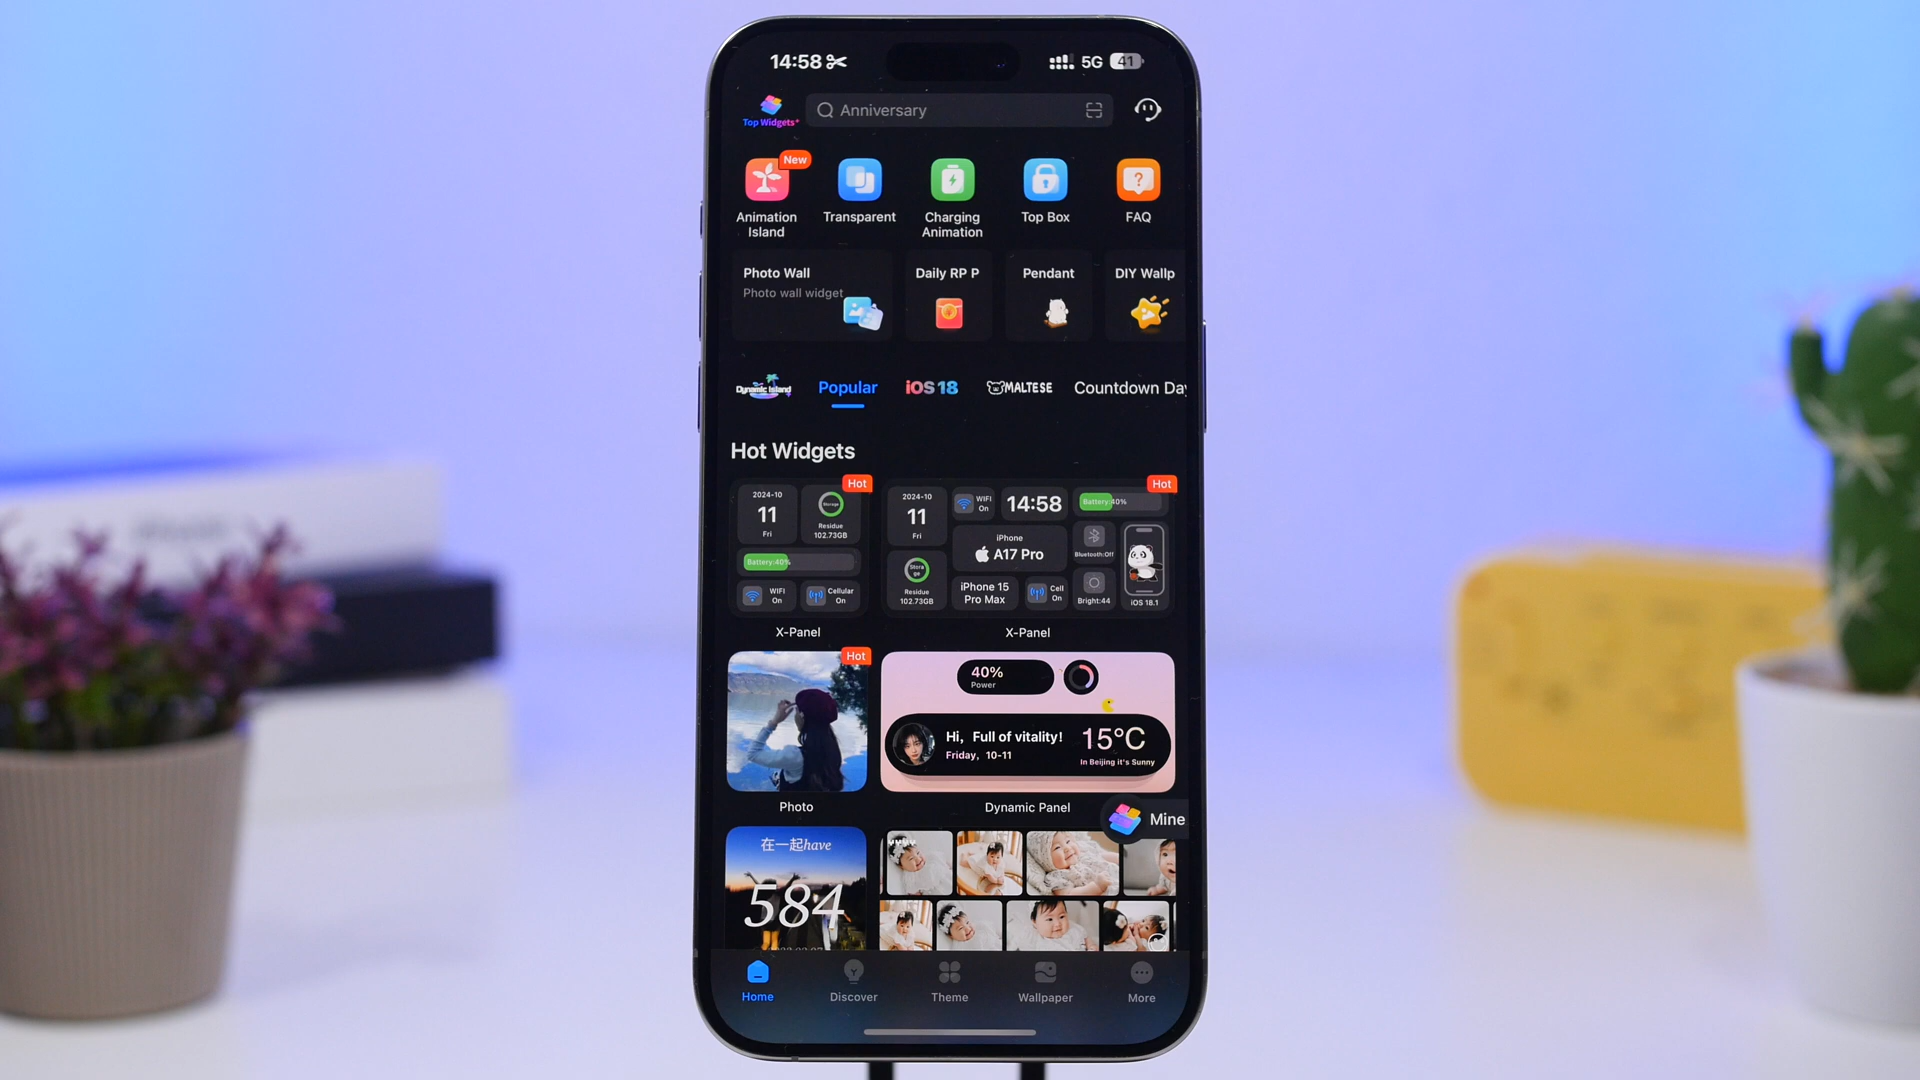 14:58
5G 41
Top Widgets+
Anniversary
New
Animation
Island
Transparent
Charging
Animation
Top Box
FAQ
Photo Wall
Photo wall widget
Daily RP P
Pendant
DIY Wallp
Dynamic Island
Popular
iOS 18
MALTESE
Countdown Day
Hot Widgets
Hot
2024-10
11
Fri
Storage
Residue
102.73GB
Battery:40%
WIFI
On
Cellular
On
X-Panel
Hot
2024-10
11
Fri
WIFI
On
14:58
Battery:40%
iPhone
A17 Pro
Bluetooth:Off
Stora
ge
Residue
102.73GB
iPhone 15
Pro Max
Cell
On
Bright:44
iOS 18.1
X-Panel
Hot
Photo
40%
Power
Hi, Full of vitality!
Friday, 10-11
15°C
In Beijing it's Sunny
Dynamic Panel
Mine
在一起have
584
Home
Discover
Theme
Wallpaper
More